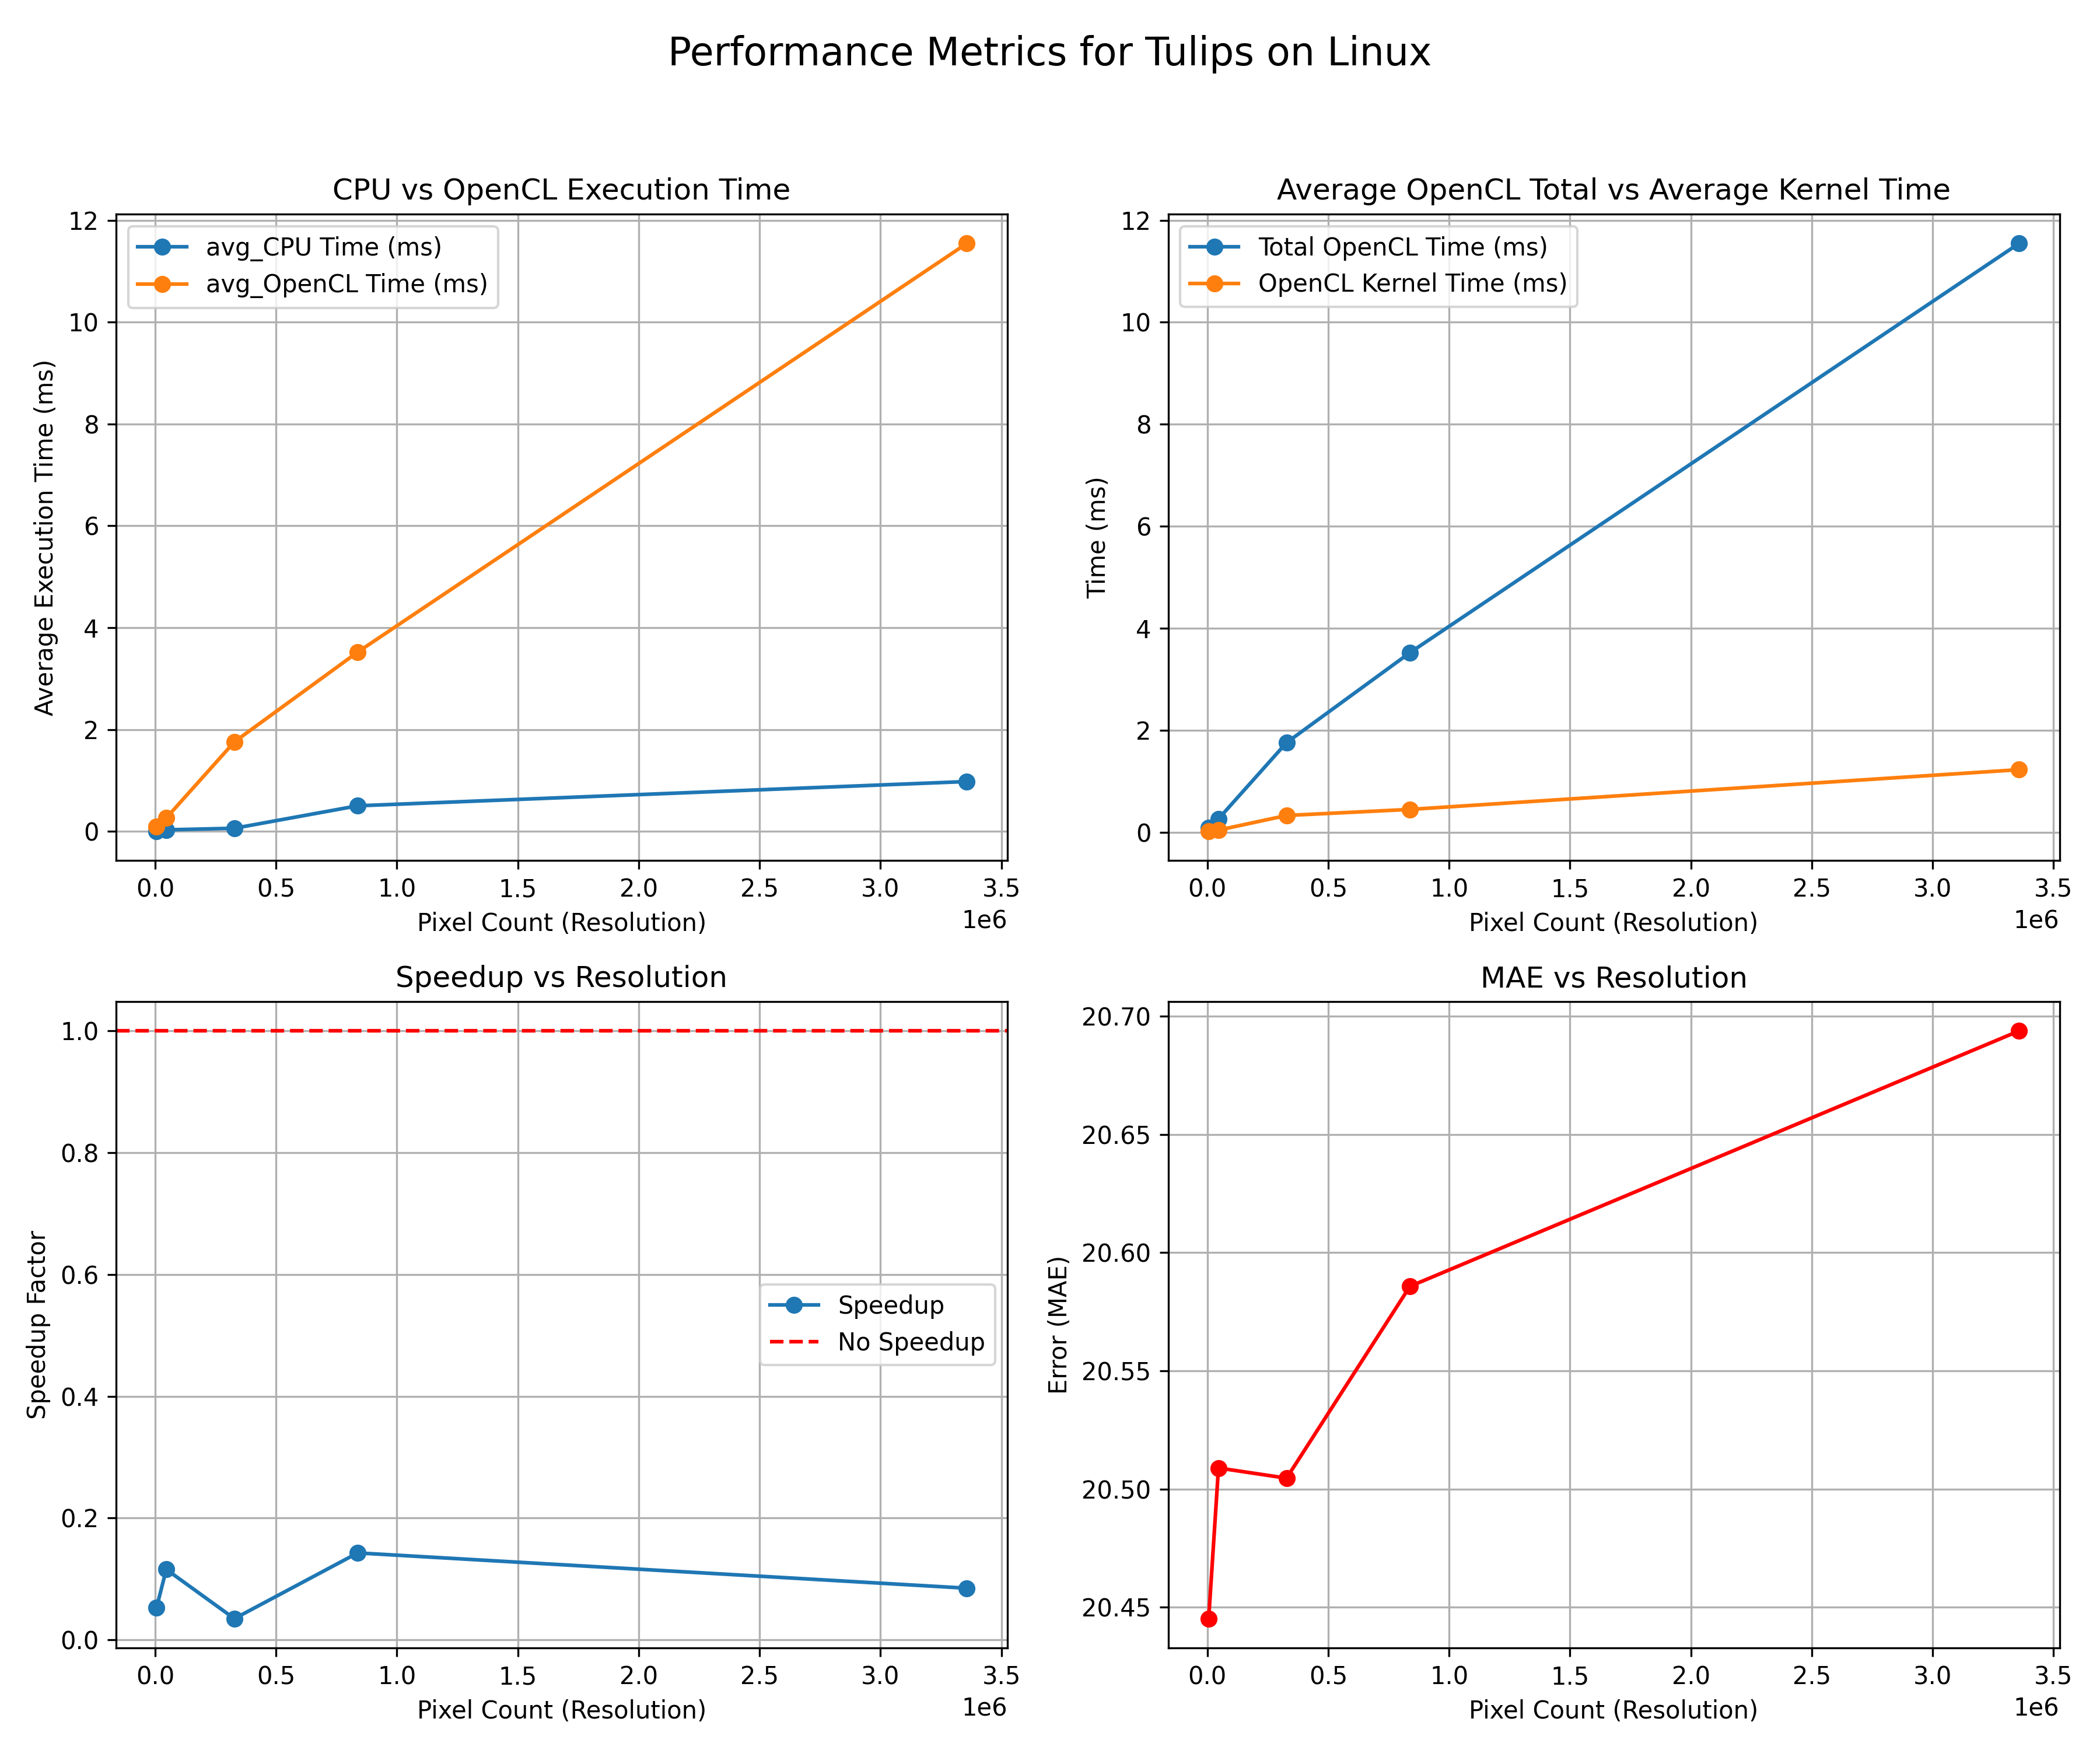 Performance Metrics for Tulips on Linux
CPU vs OpenCL Execution Time
12
10
8
6
4
2
0
Average Execution Time (ms)
avg_CPU Time (ms)
avg_OpenCL Time (ms)
0.0 0.5 1.0 1.5 2.0 2.5 3.0 3.5
1e6
Pixel Count (Resolution)
Average OpenCL Total vs Average Kernel Time
12
10
8
6
4
2
0
Time (ms)
Total OpenCL Time (ms)
OpenCL Kernel Time (ms)
0.0 0.5 1.0 1.5 2.0 2.5 3.0 3.5
1e6
Pixel Count (Resolution)
Speedup vs Resolution
1.0
0.8
0.6
0.4
0.2
0.0
Speedup Factor
Speedup
No Speedup
0.0 0.5 1.0 1.5 2.0 2.5 3.0 3.5
1e6
Pixel Count (Resolution)
MAE vs Resolution
20.70
20.65
20.60
20.55
20.50
20.45
Error (MAE)
0.0 0.5 1.0 1.5 2.0 2.5 3.0 3.5
1e6
Pixel Count (Resolution)